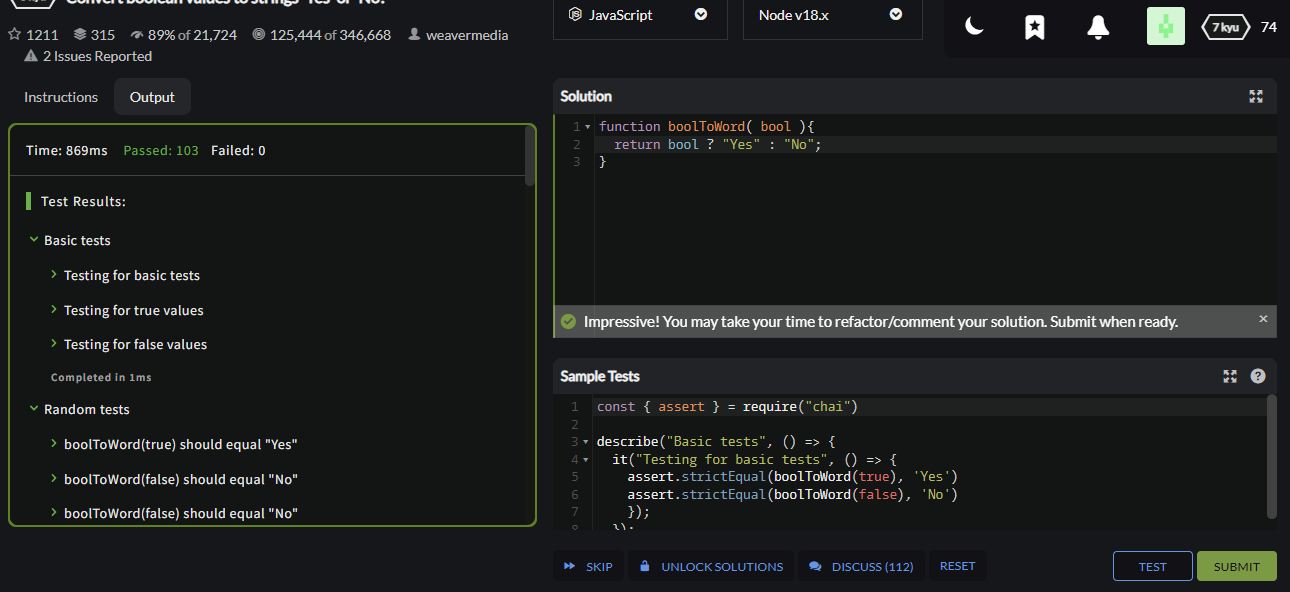 Convert boolean values to strings 'Yes' or 'No'.
1211 315 89% of 21,724 125,444 of 346,668 weavermedia
2 Issues Reported
JavaScript
Node v18.x
7 kyu 74
Instructions Output
Time: 869ms Passed: 103 Failed: 0
Test Results:
Basic tests
Testing for basic tests
Testing for true values
Testing for false values
Completed in 1ms
Random tests
boolToWord(true) should equal "Yes"
boolToWord(false) should equal "No"
boolToWord(false) should equal "No"
Solution
1 function boolToWord( bool ){
2 return bool ? "Yes" : "No";
3 }
Impressive! You may take your time to refactor/comment your solution. Submit when ready. ×
Sample Tests ?
1 const { assert } = require("chai")
2
3 describe("Basic tests", () => {
4 it("Testing for basic tests", () => {
5 assert.strictEqual(boolToWord(true), 'Yes')
6 assert.strictEqual(boolToWord(false), 'No')
7 });
8 });
SKIP UNLOCK SOLUTIONS DISCUSS (112) RESET TEST SUBMIT